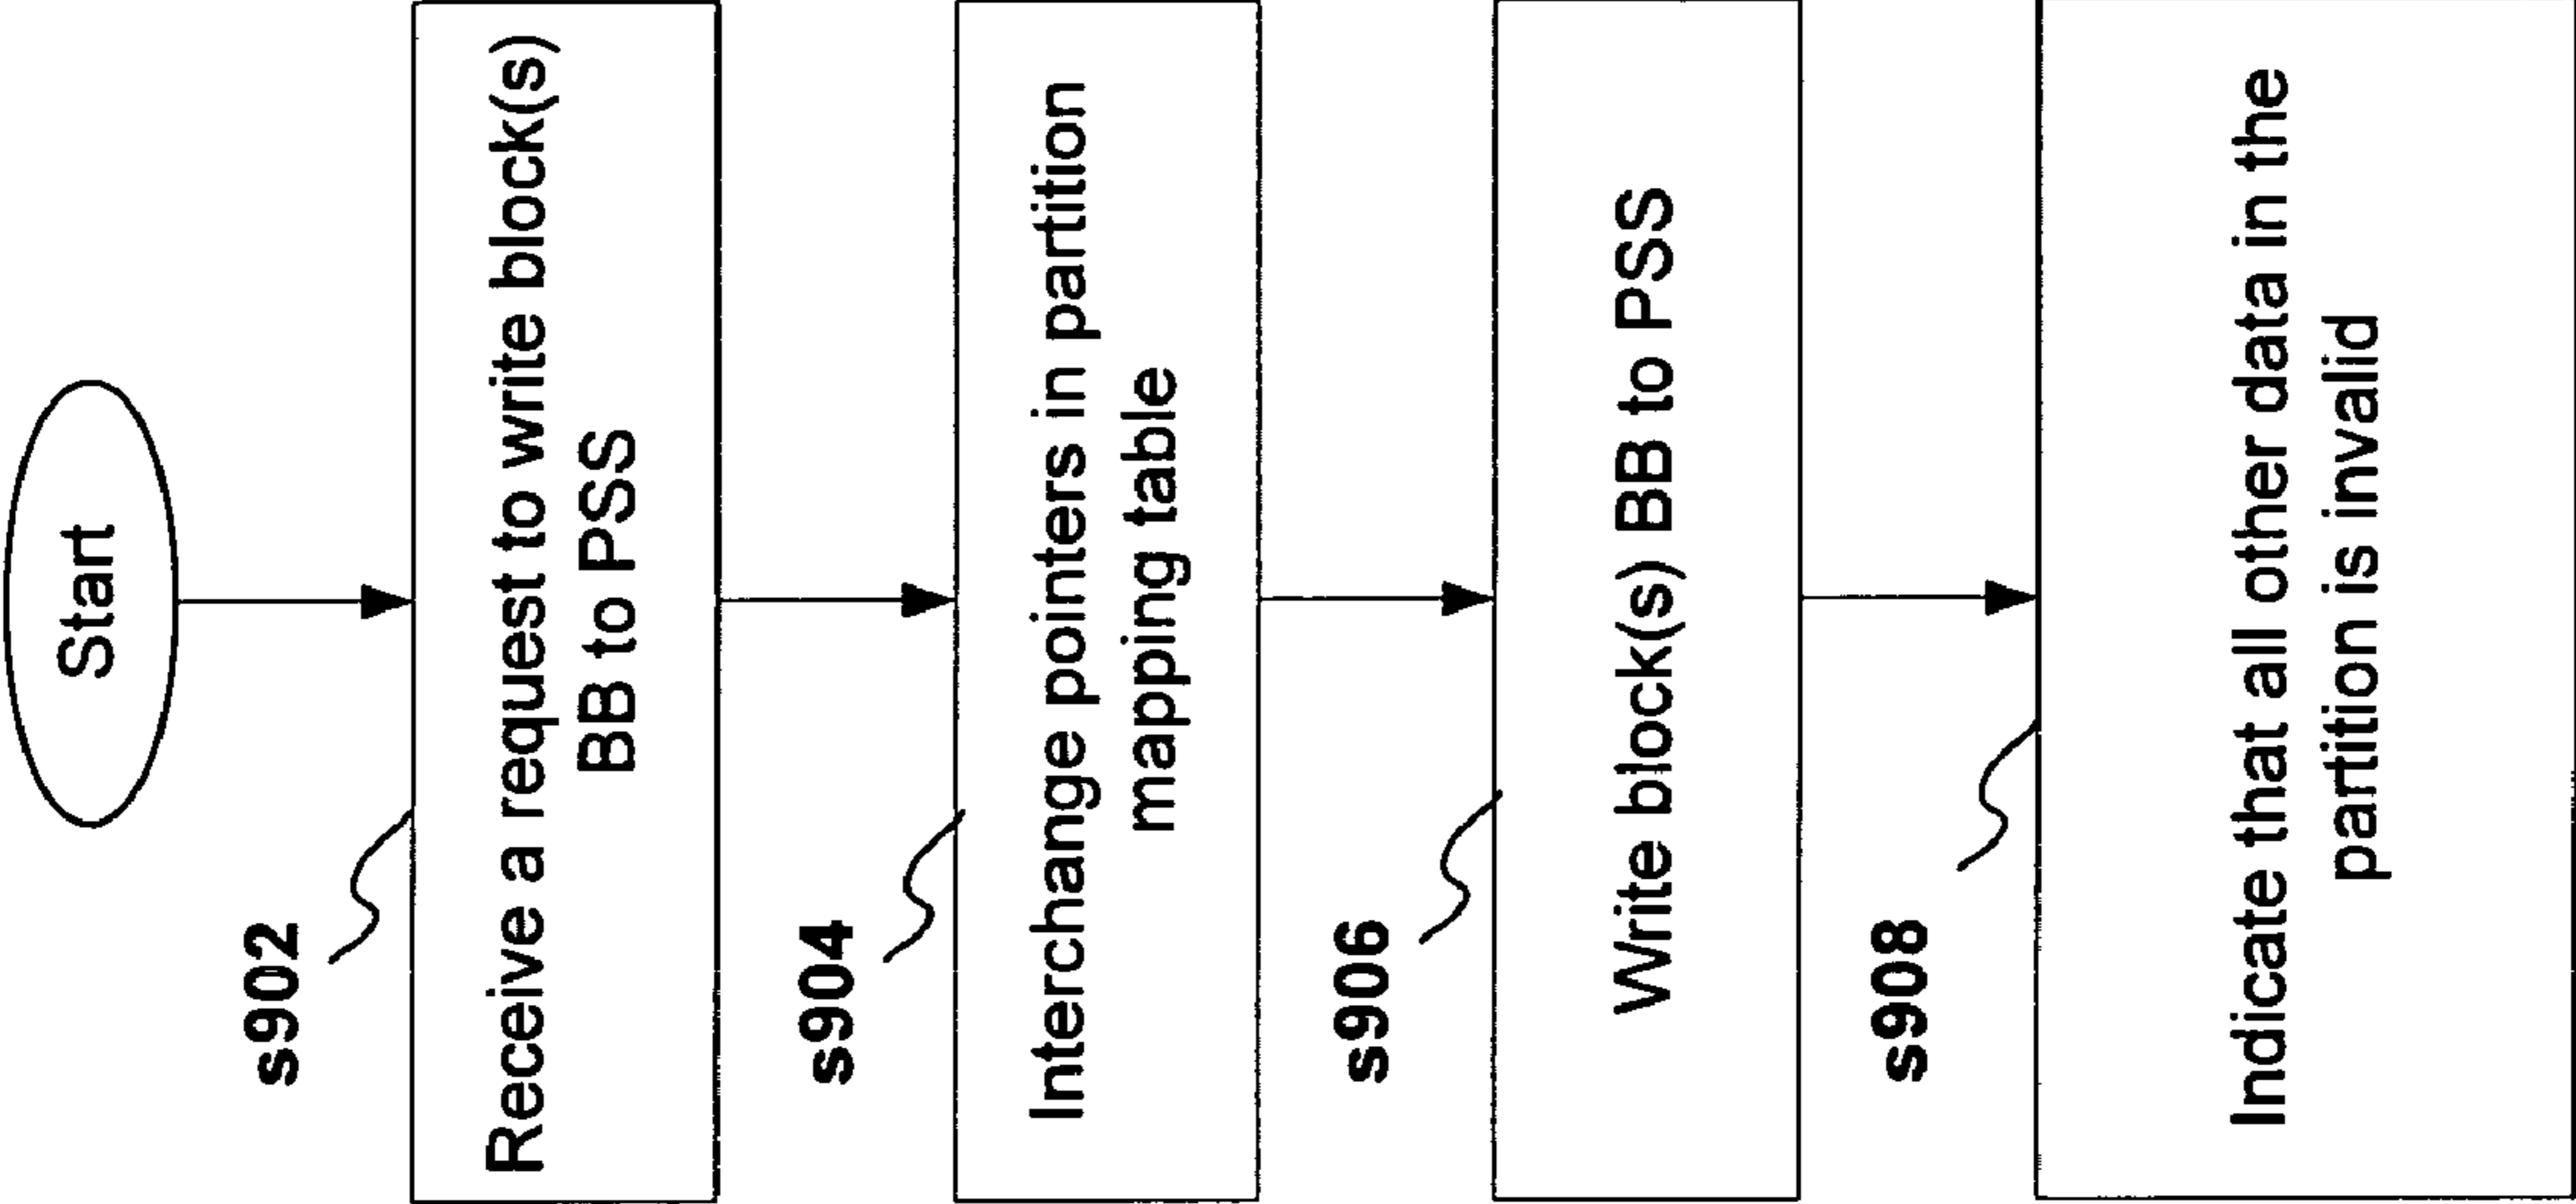 Start
s902
Receive a request to write block(s)
BB to PSS
s904
Interchange pointers in partition
mapping table
s906
Write block(s) BB to PSS
s908
Indicate that all other data in the
partition is invalid